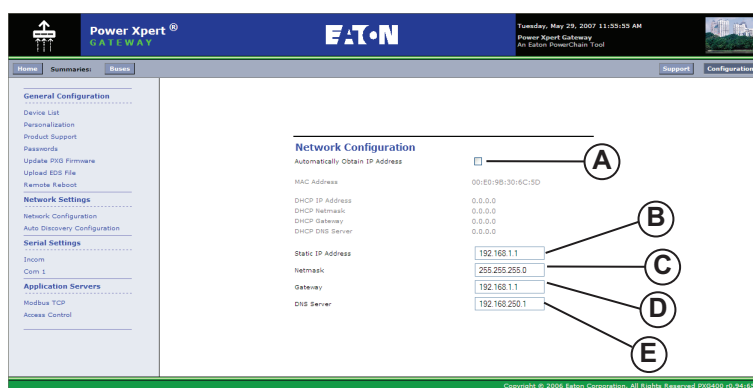 Power Xpert ®
GATEWAY
EATON
Tuesday, May 29, 2007 11:55:55 AM
Power Xpert Gateway
An Eaton PowerChain Tool
Home Summaries: Buses Support Configuration
General Configuration
Device List
Personalization
Product Support
Passwords
Update PXG Firmware
Upload EDS File
Remote Reboot
Network Settings
Network Configuration
Auto Discovery Configuration
Serial Settings
Incom
Com 1
Application Servers
Modbus TCP
Access Control
Network Configuration
Automatically Obtain IP Address
A
MAC Address 00:E0:9B:30:6C:5D
DHCP IP Address 0.0.0.0
DHCP Netmask 0.0.0.0
DHCP Gateway 0.0.0.0
DHCP DNS Server 0.0.0.0
B
Static IP Address 192.168.1.1
C
Netmask 255.255.255.0
Gateway 192.168.1.1
D
DNS Server 192.168.250.1
E
Copyright © 2006 Eaton Corporation. All Rights Reserved PXG400 r0.94:6